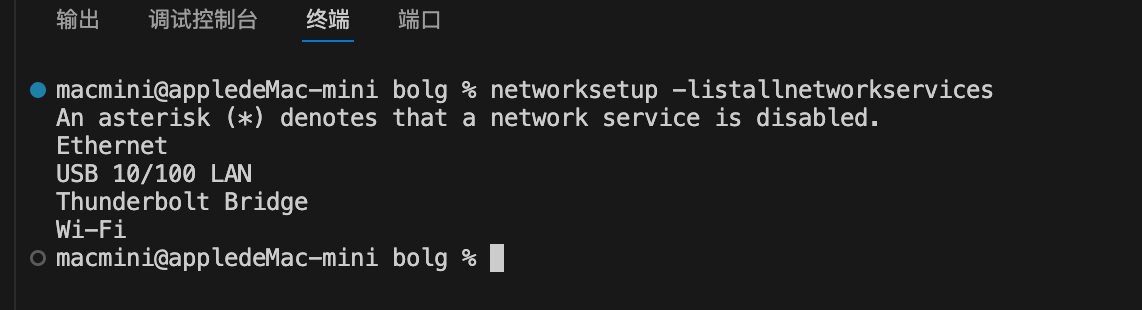 输出 调试控制台 终端 端口
macmini@appledeMac-mini bolg % networksetup -listallnetworkservices
An asterisk (*) denotes that a network service is disabled.
Ethernet
USB 10/100 LAN
Thunderbolt Bridge
Wi-Fi
macmini@appledeMac-mini bolg %